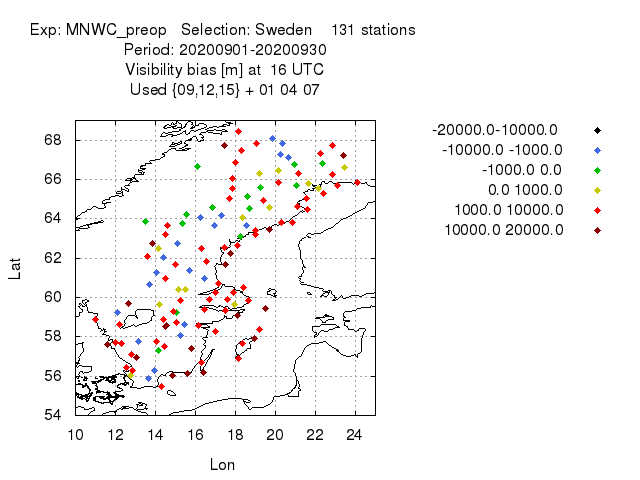 Exp: MNWC_preop Selection: Sweden 131 stations
Period: 20200901-20200930
Visibility bias [m] at 16 UTC
Used {09,12,15} + 01 04 07
-20000.0-10000.0
-10000.0 -1000.0
-1000.0 0.0
0.0 1000.0
1000.0 10000.0
10000.0 20000.0
68
66
64
62
60
58
56
54
Lat
10 12 14 16 18 20 22 24
Lon